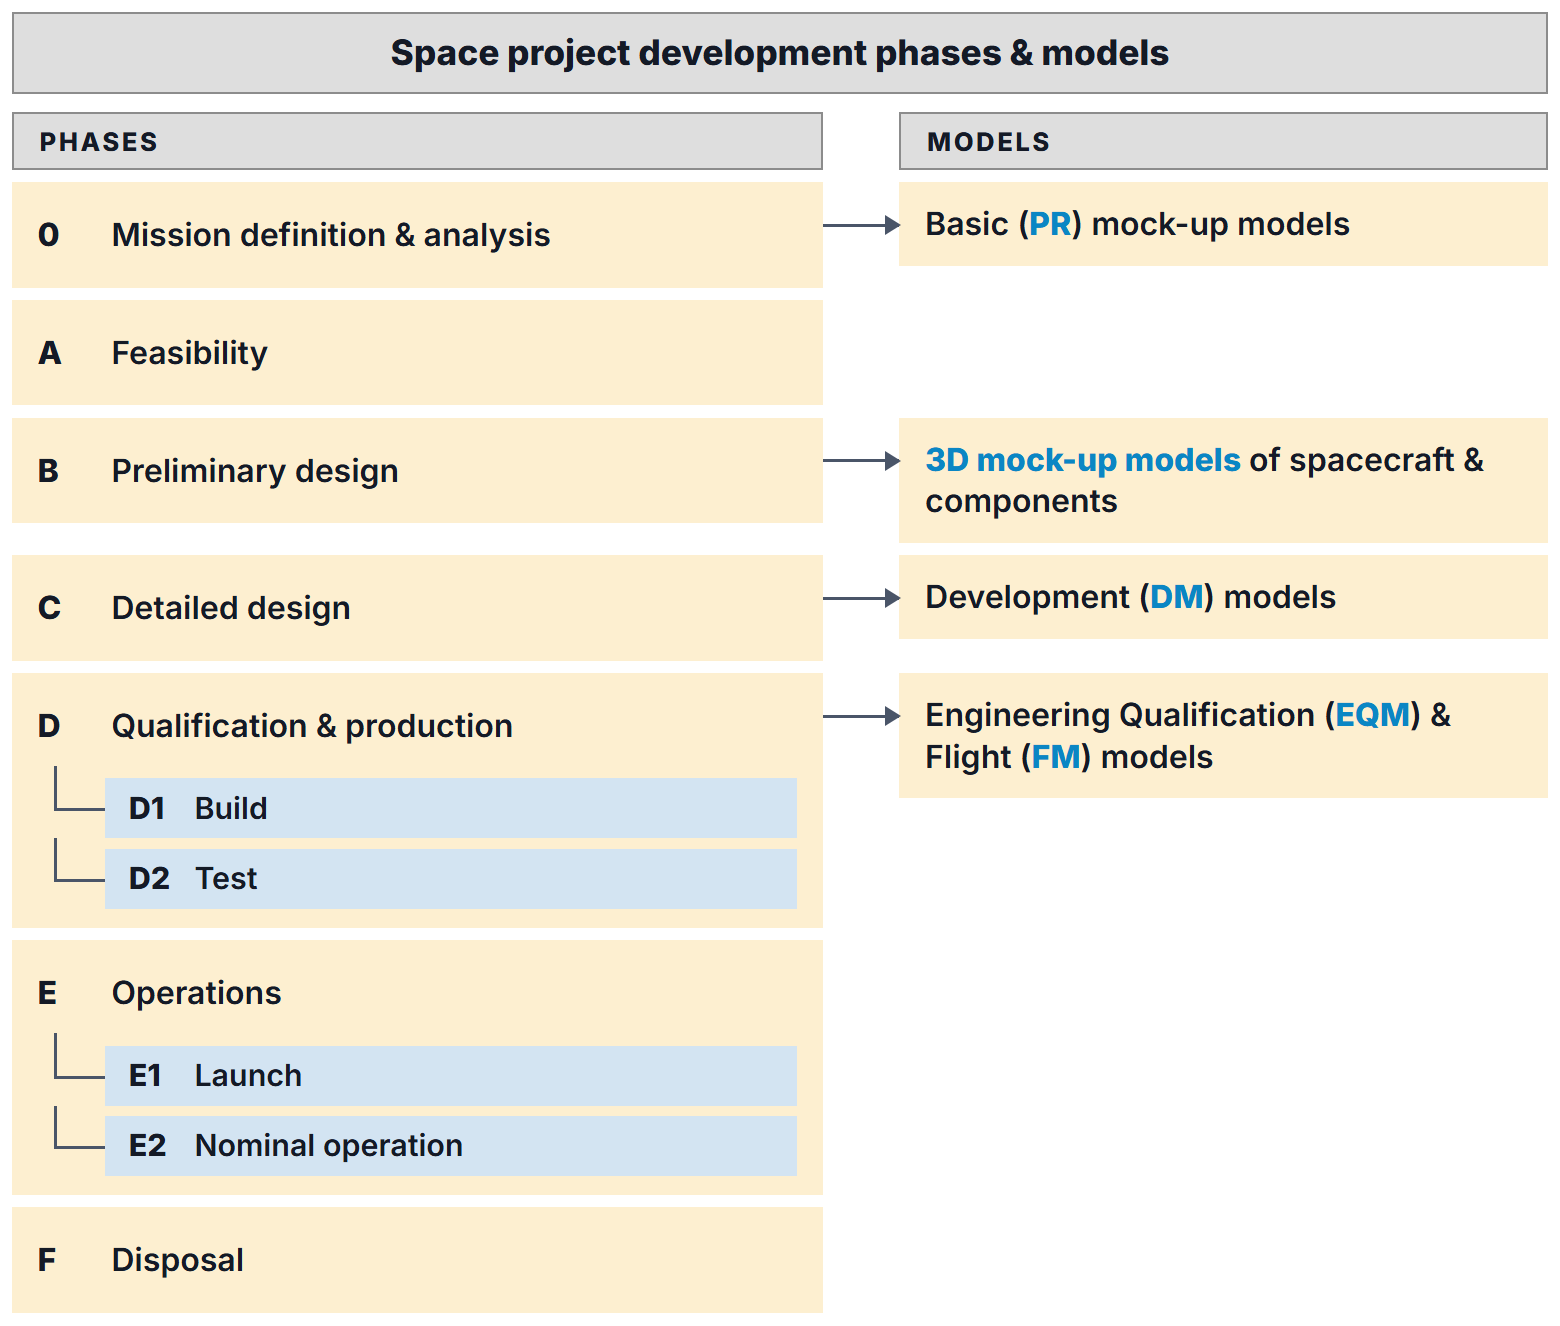 Space project development phases & models
PHASES
MODELS
0 Mission definition & analysis
Basic (PR) mock-up models
A Feasibility
B Preliminary design
3D mock-up models of spacecraft &
components
C Detailed design
Development (DM) models
D Qualification & production
Engineering Qualification (EQM) &
Flight (FM) models
D1 Build
D2 Test
E Operations
E1 Launch
E2 Nominal operation
F Disposal